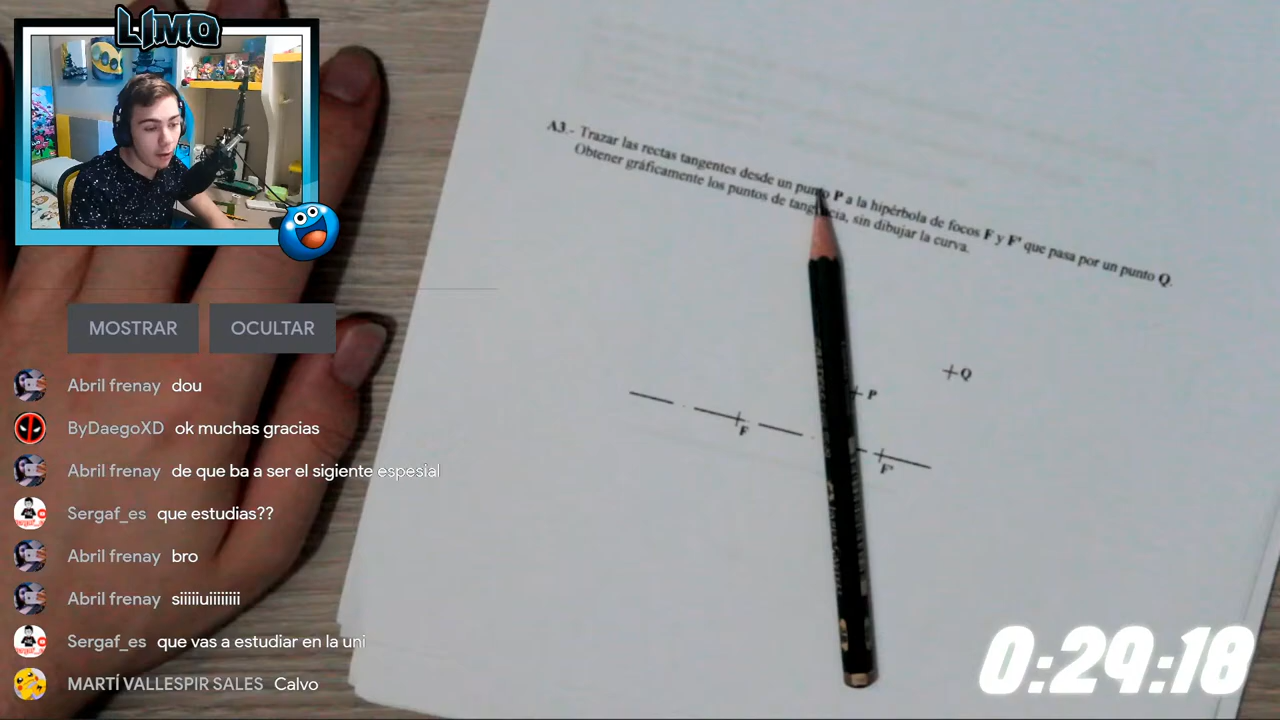 LIMO
MOSTRAR
OCULTAR
Abril frenay dou
ByDaegoXD ok muchas gracias
Abril frenay de que ba a ser el sigiente espesial
Sergaf_es que estudias??
Abril frenay bro
Abril frenay siiiiiuiiiiiiii
Sergaf_es que vas a estudiar en la uni
MARTÍ VALLESPIR SALES Calvo
A3.- Trazar las rectas tangentes desde un punto P a la hipérbola de focos F y F' que pasa por un punto Q.
Obtener gráficamente los puntos de tangencia, sin dibujar la curva.
Q
P
F
F'
0:29:18